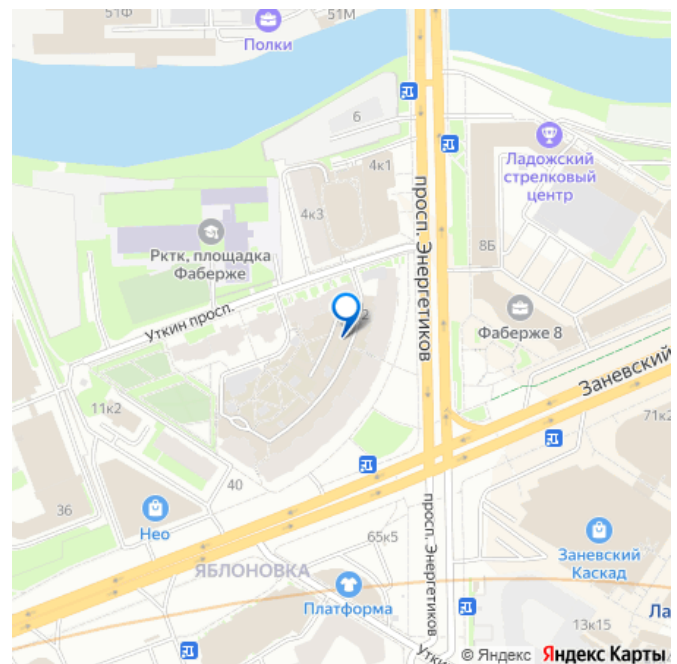 51Ф
51М
Полки
6
Ладожский
стрелковый
центр
4к1
4к3
просп. Энергетиков
8Б
Рктк, площадка
Фаберже
Уткин просп.
2
Фаберже 8
Заневский
11к2
71к2
40
36
Нео
65к5
просп. Энергетиков
Заневский
Каскад
ЯБЛОНОВКА
Платформа
Ла
13к15
Утки
© Яндекс Яндекс Карты